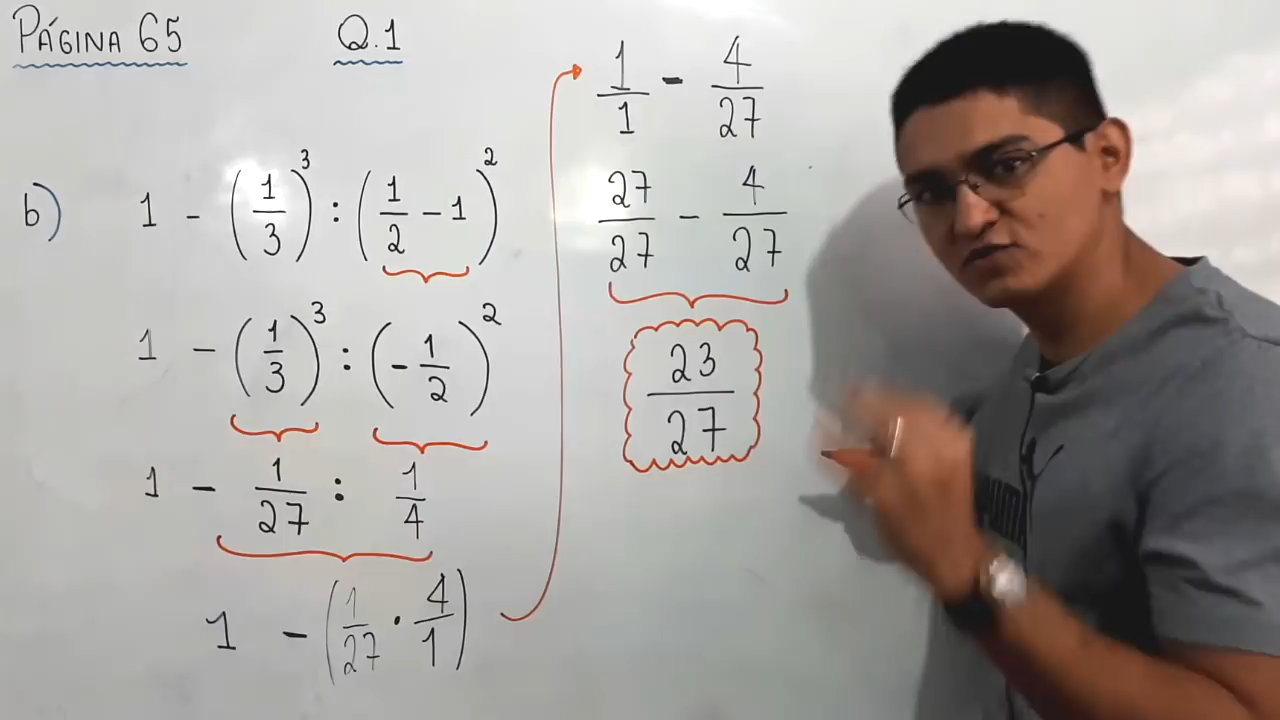 PÁGINA 65 Q.1
b) 1 - (1/3)³ : (1/2 - 1)²
1 - (1/3)³ : (-1/2)²
1 - 1/27 : 1/4
1 - (1/27 · 4/1)
1/1 - 4/27
27/27 - 4/27
23/27